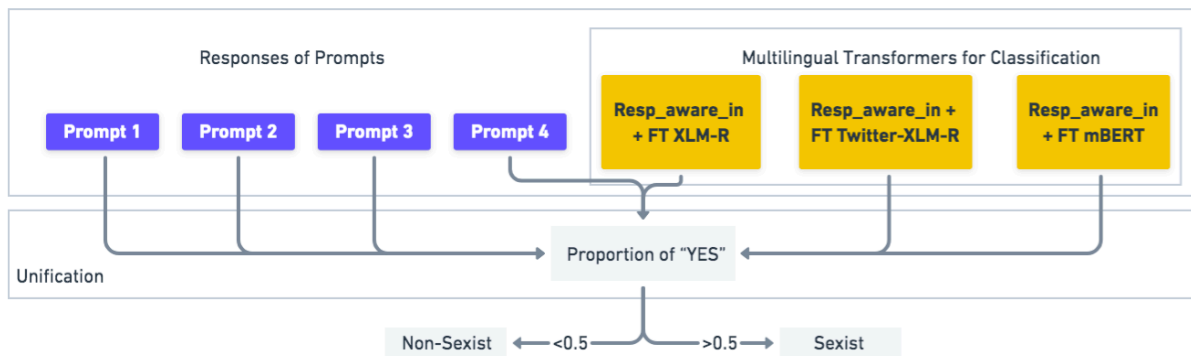 Responses of Prompts
Multilingual Transformers for Classification
Prompt 1
Prompt 2
Prompt 3
Prompt 4
Resp_aware_in
+ FT XLM-R
Resp_aware_in +
FT Twitter-XLM-R
Resp_aware_in
+ FT mBERT
Proportion of “YES”
Unification
Non-Sexist
<0.5
>0.5
Sexist